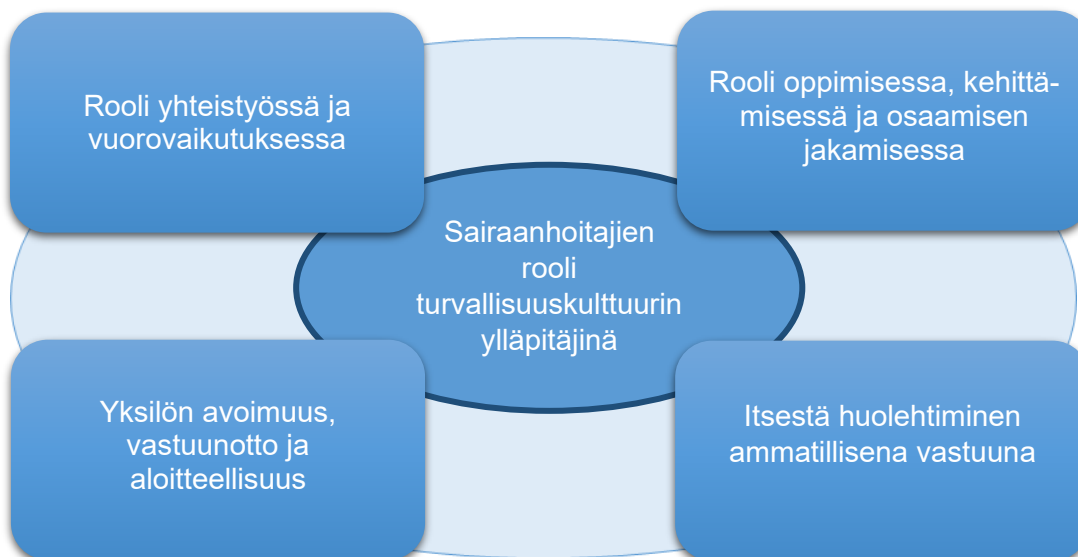 Rooli yhteistyössä ja
vuorovaikutuksessa
Rooli oppimisessa, kehittä-
misessä ja osaamisen
jakamisessa
Sairaanhoitajien
rooli
turvallisuuskulttuurin
ylläpitäjinä
Yksilön avoimuus,
vastuunotto ja
aloitteellisuus
Itsestä huolehtiminen
ammatillisena vastuuna